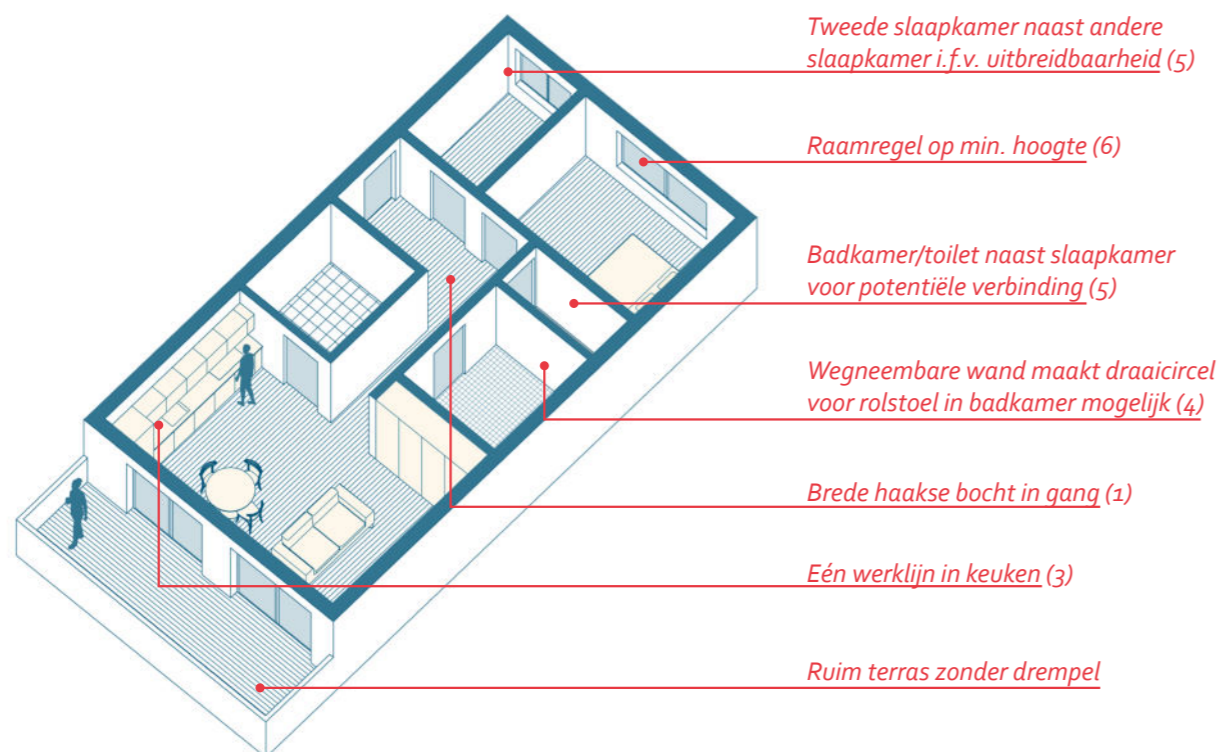 Tweede slaapkamer naast andere
slaapkamer i.f.v. uitbreidbaarheid (5)
Raamregel op min. hoogte (6)
Badkamer/toilet naast slaapkamer
voor potentiële verbinding (5)
Wegneembare wand maakt draaicircel
voor rolstoel in badkamer mogelijk (4)
Brede haakse bocht in gang (1)
Eén werklijn in keuken (3)
Ruim terras zonder drempel